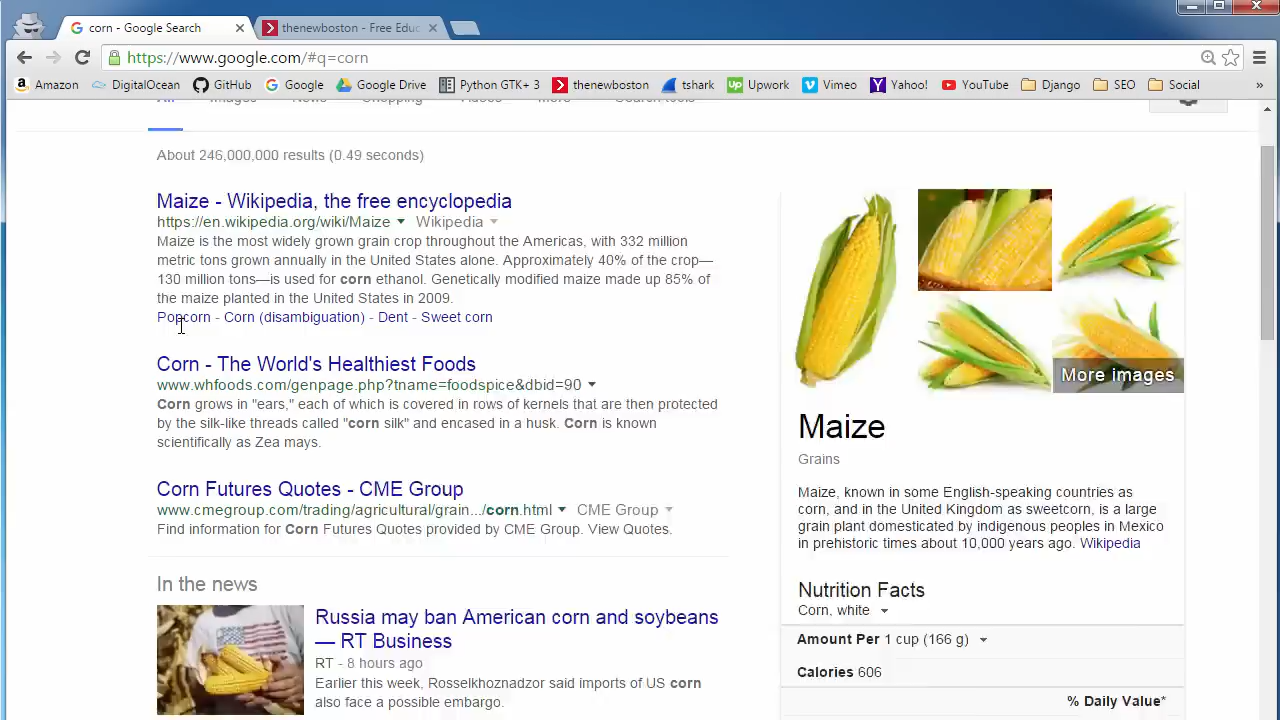 corn - Google Search
thenewboston - Free Educ
https://www.google.com/#q=corn
Amazon DigitalOcean GitHub Google Google Drive Python GTK+ 3 thenewboston tshark Upwork Vimeo Yahoo! YouTube Django SEO Social »
All Images News Shopping Videos More Search tools
About 246,000,000 results (0.49 seconds)
Maize - Wikipedia, the free encyclopedia
https://en.wikipedia.org/wiki/Maize Wikipedia
Maize is the most widely grown grain crop throughout the Americas, with 332 million
metric tons grown annually in the United States alone. Approximately 40% of the crop—
130 million tons—is used for corn ethanol. Genetically modified maize made up 85% of
the maize planted in the United States in 2009.
Popcorn - Corn (disambiguation) - Dent - Sweet corn
Corn - The World's Healthiest Foods
www.whfoods.com/genpage.php?tname=foodspice&dbid=90
Corn grows in "ears," each of which is covered in rows of kernels that are then protected
by the silk-like threads called "corn silk" and encased in a husk. Corn is known
scientifically as Zea mays.
Corn Futures Quotes - CME Group
www.cmegroup.com/trading/agricultural/grain.../corn.html CME Group
Find information for Corn Futures Quotes provided by CME Group. View Quotes.
In the news
Russia may ban American corn and soybeans
— RT Business
RT - 8 hours ago
Earlier this week, Rosselkhoznadzor said imports of US corn
also face a possible embargo.
More images
Maize
Grains
Maize, known in some English-speaking countries as
corn, and in the United Kingdom as sweetcorn, is a large
grain plant domesticated by indigenous peoples in Mexico
in prehistoric times about 10,000 years ago. Wikipedia
Nutrition Facts
Corn, white
Amount Per 1 cup (166 g)
Calories 606
% Daily Value*